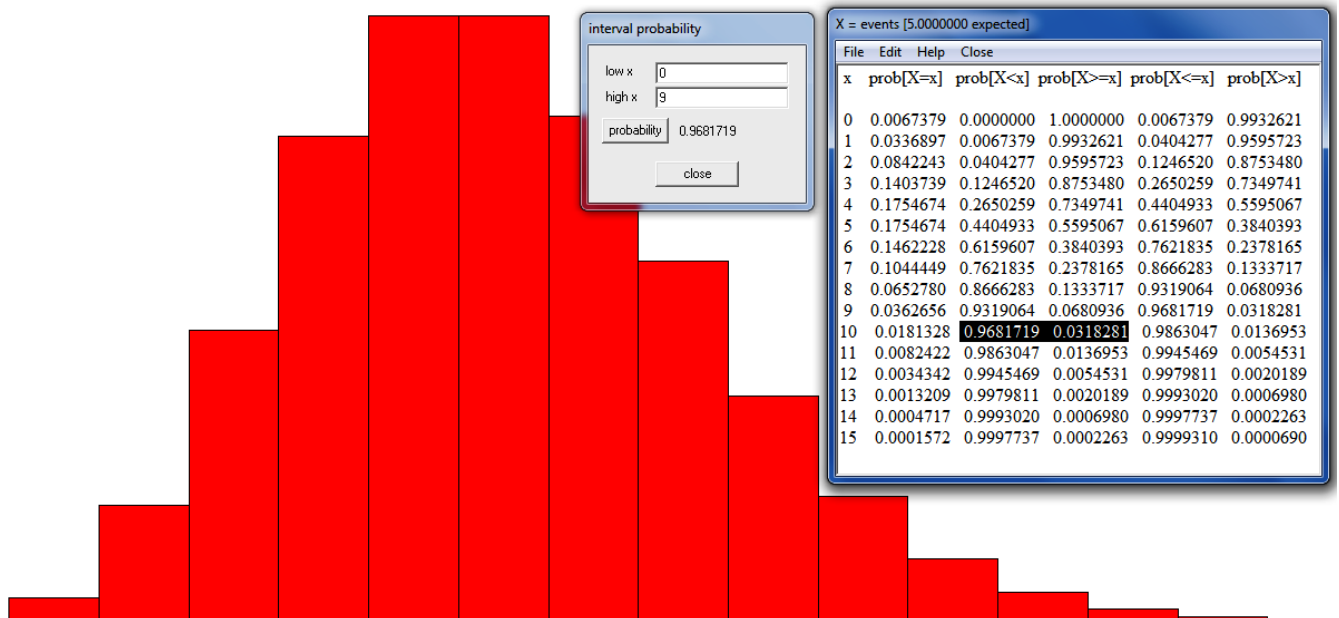 interval probability
low x 0
high x 9
probability 0.9681719
close
X = events [5.0000000 expected]
File Edit Help Close
x prob[X=x] prob[X<x] prob[X>=x] prob[X<=x] prob[X>x]
0 0.0067379 0.0000000 1.0000000 0.0067379 0.9932621
1 0.0336897 0.0067379 0.9932621 0.0404277 0.9595723
2 0.0842243 0.0404277 0.9595723 0.1246520 0.8753480
3 0.1403739 0.1246520 0.8753480 0.2650259 0.7349741
4 0.1754674 0.2650259 0.7349741 0.4404933 0.5595067
5 0.1754674 0.4404933 0.5595067 0.6159607 0.3840393
6 0.1462228 0.6159607 0.3840393 0.7621835 0.2378165
7 0.1044449 0.7621835 0.2378165 0.8666283 0.1333717
8 0.0652780 0.8666283 0.1333717 0.9319064 0.0680936
9 0.0362656 0.9319064 0.0680936 0.9681719 0.0318281
10 0.0181328 0.9681719 0.0318281 0.9863047 0.0136953
11 0.0082422 0.9863047 0.0136953 0.9945469 0.0054531
12 0.0034342 0.9945469 0.0054531 0.9979811 0.0020189
13 0.0013209 0.9979811 0.0020189 0.9993020 0.0006980
14 0.0004717 0.9993020 0.0006980 0.9997737 0.0002263
15 0.0001572 0.9997737 0.0002263 0.9999310 0.0000690